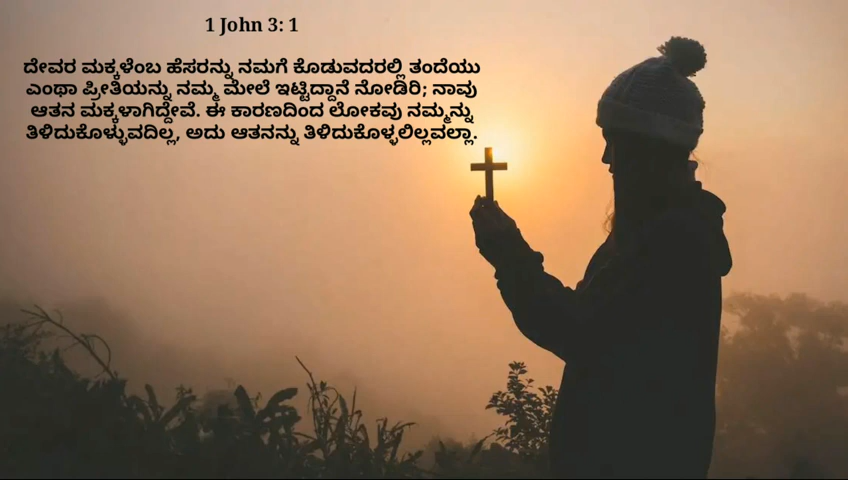 1 John 3: 1
ದೇವರ ಮಕ್ಕಳೆಂಬ ಹೆಸರನ್ನು ನಮಗೆ ಕೊಡುವದರಲ್ಲಿ ತಂದೆಯು
ಎಂಥಾ ಪ್ರೀತಿಯನ್ನು ನಮ್ಮ ಮೇಲೆ ಇಟ್ಟಿದ್ದಾನೆ ನೋಡಿರಿ; ನಾವು
ಆತನ ಮಕ್ಕಳಾಗಿದ್ದೇವೆ. ಈ ಕಾರಣದಿಂದ ಲೋಕವು ನಮ್ಮನ್ನು
ತಿಳಿದುಕೊಳ್ಳುವದಿಲ್ಲ, ಅದು ಆತನನ್ನು ತಿಳಿದುಕೊಳ್ಳಲಿಲ್ಲವಲ್ಲಾ.